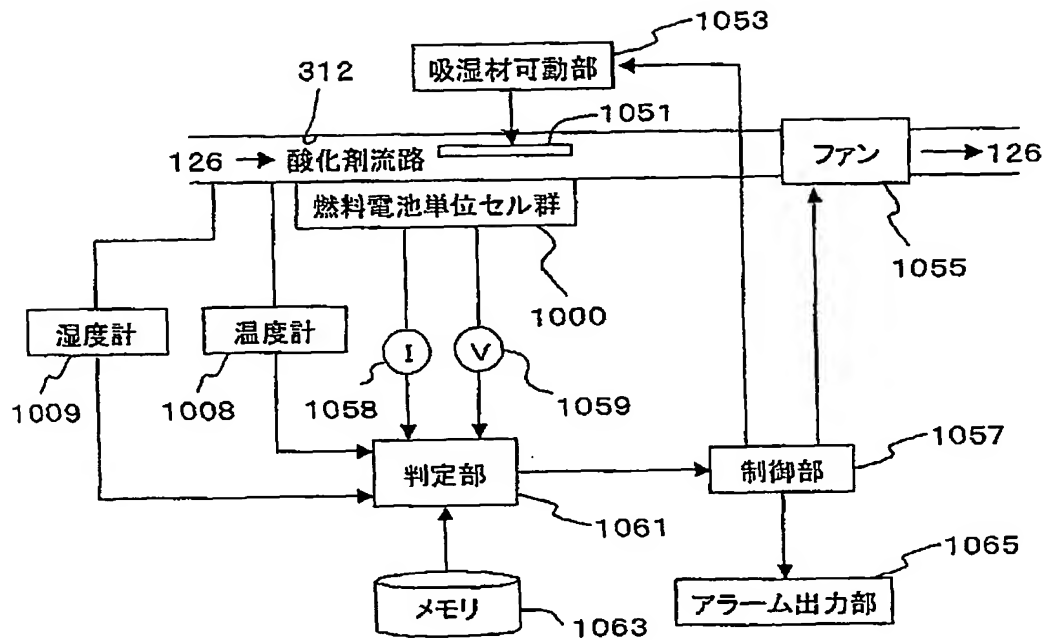 1053
吸湿材可動部
312
1051
126 → 酸化剤流路
ファン
126
燃料電池単位セル群
1055
1000
湿度計
温度計
I
V
1009
1008
1058
1059
1057
判定部
制御部
1061
1065
メモリ
アラーム出力部
1063